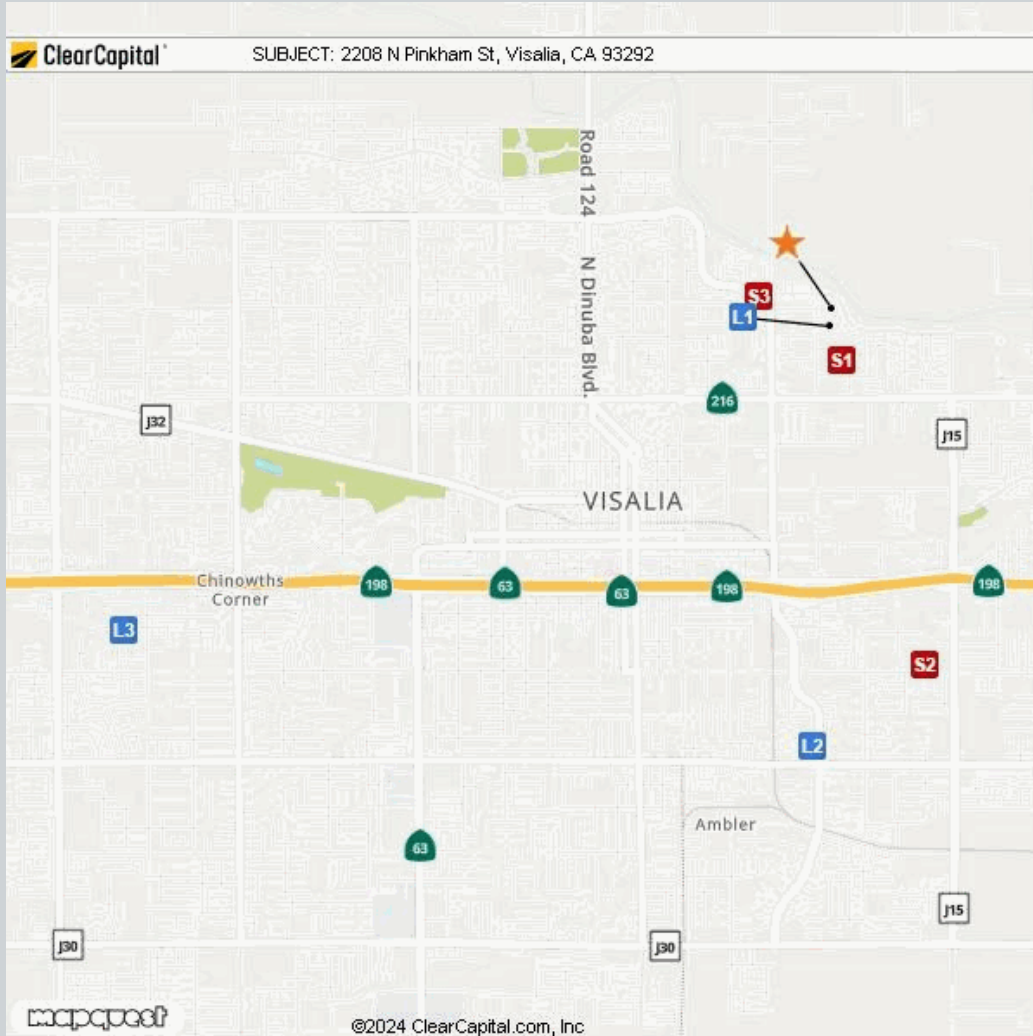 ClearCapital
SUBJECT: 2208 N Pinkham St, Visalia, CA 93292
Road 124
N Dinuba Blvd.
S3
L1
S1
216
J32
J15
VISALIA
Chinowths
Corner
198
63
63
198
198
L3
S2
L2
Ambler
63
J15
J30
J30
mapquest
©2024 ClearCapital.com, Inc